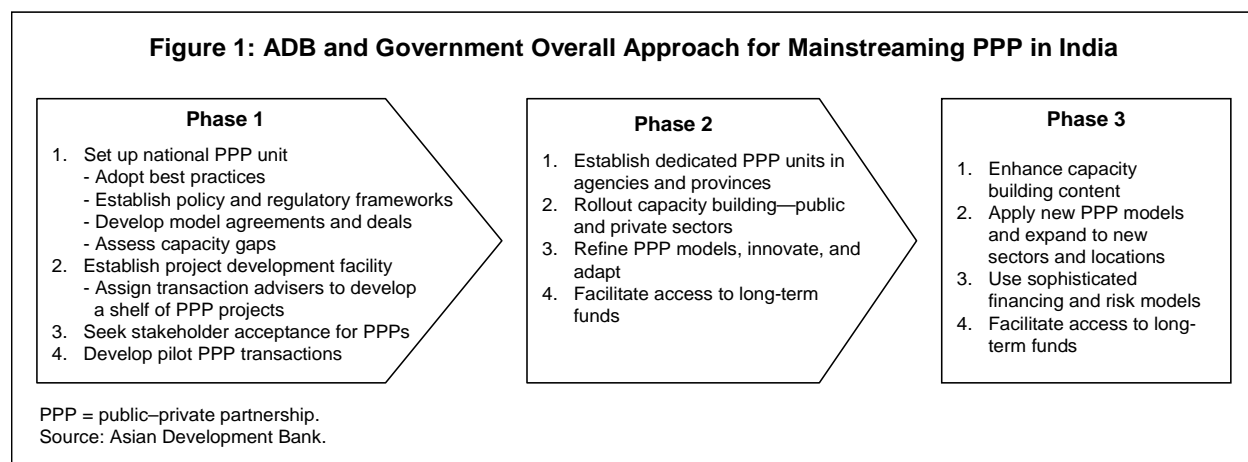 Figure 1: ADB and Government Overall Approach for Mainstreaming PPP in India
Phase 1
1. Set up national PPP unit
- Adopt best practices
- Establish policy and regulatory frameworks
- Develop model agreements and deals
- Assess capacity gaps
2. Establish project development facility
- Assign transaction advisers to develop
a shelf of PPP projects
3. Seek stakeholder acceptance for PPPs
4. Develop pilot PPP transactions
Phase 2
1. Establish dedicated PPP units in
agencies and provinces
2. Rollout capacity building—public
and private sectors
3. Refine PPP models, innovate, and
adapt
4. Facilitate access to long-term
funds
Phase 3
1. Enhance capacity
building content
2. Apply new PPP models
and expand to new
sectors and locations
3. Use sophisticated
financing and risk models
4. Facilitate access to long-
term funds
PPP = public–private partnership.
Source: Asian Development Bank.